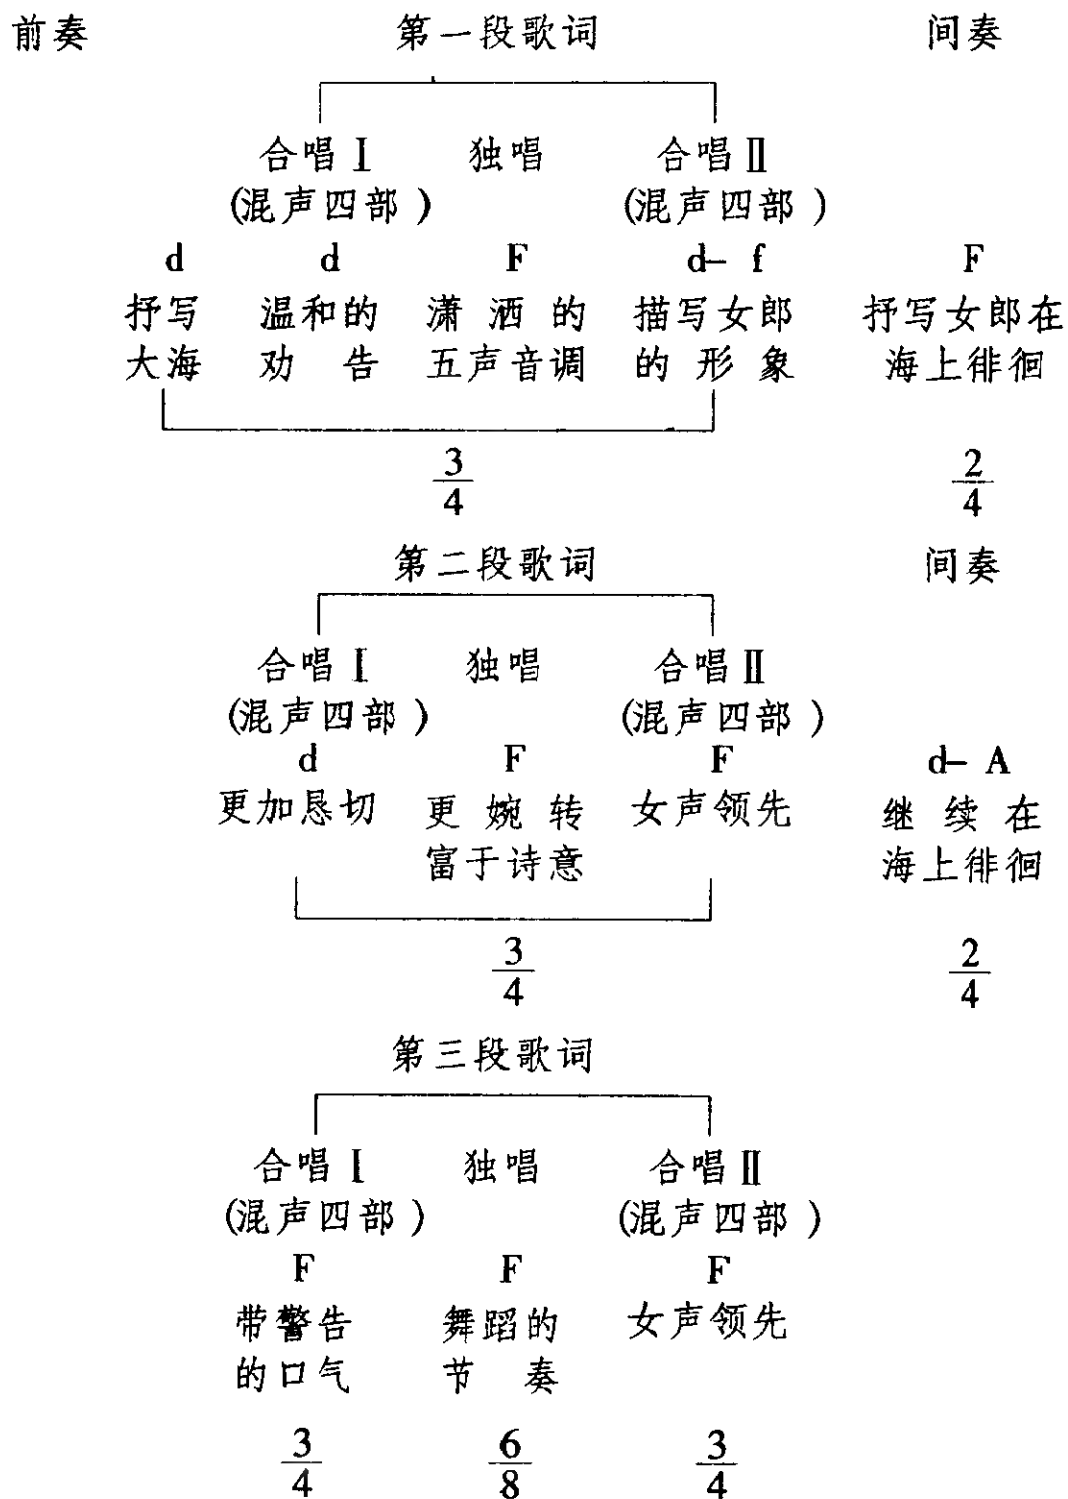 前奏 第一段歌词 间奏
合唱Ⅰ 独唱 合唱Ⅱ
(混声四部) (混声四部)
d d F d– f F
抒写 温和的 潇洒的 描写女郎 抒写女郎在
大海 劝告 五声音调 的形象 海上徘徊
3/4 2/4
第二段歌词 间奏
合唱Ⅰ 独唱 合唱Ⅱ
(混声四部) (混声四部)
d F F d– A
更加恳切 更婉转 女声领先 继续在
富于诗意 海上徘徊
3/4 2/4
第三段歌词
合唱Ⅰ 独唱 合唱Ⅱ
(混声四部) (混声四部)
F F F
带警告 舞蹈的 女声领先
的口气 节奏
3/4 6/8 3/4